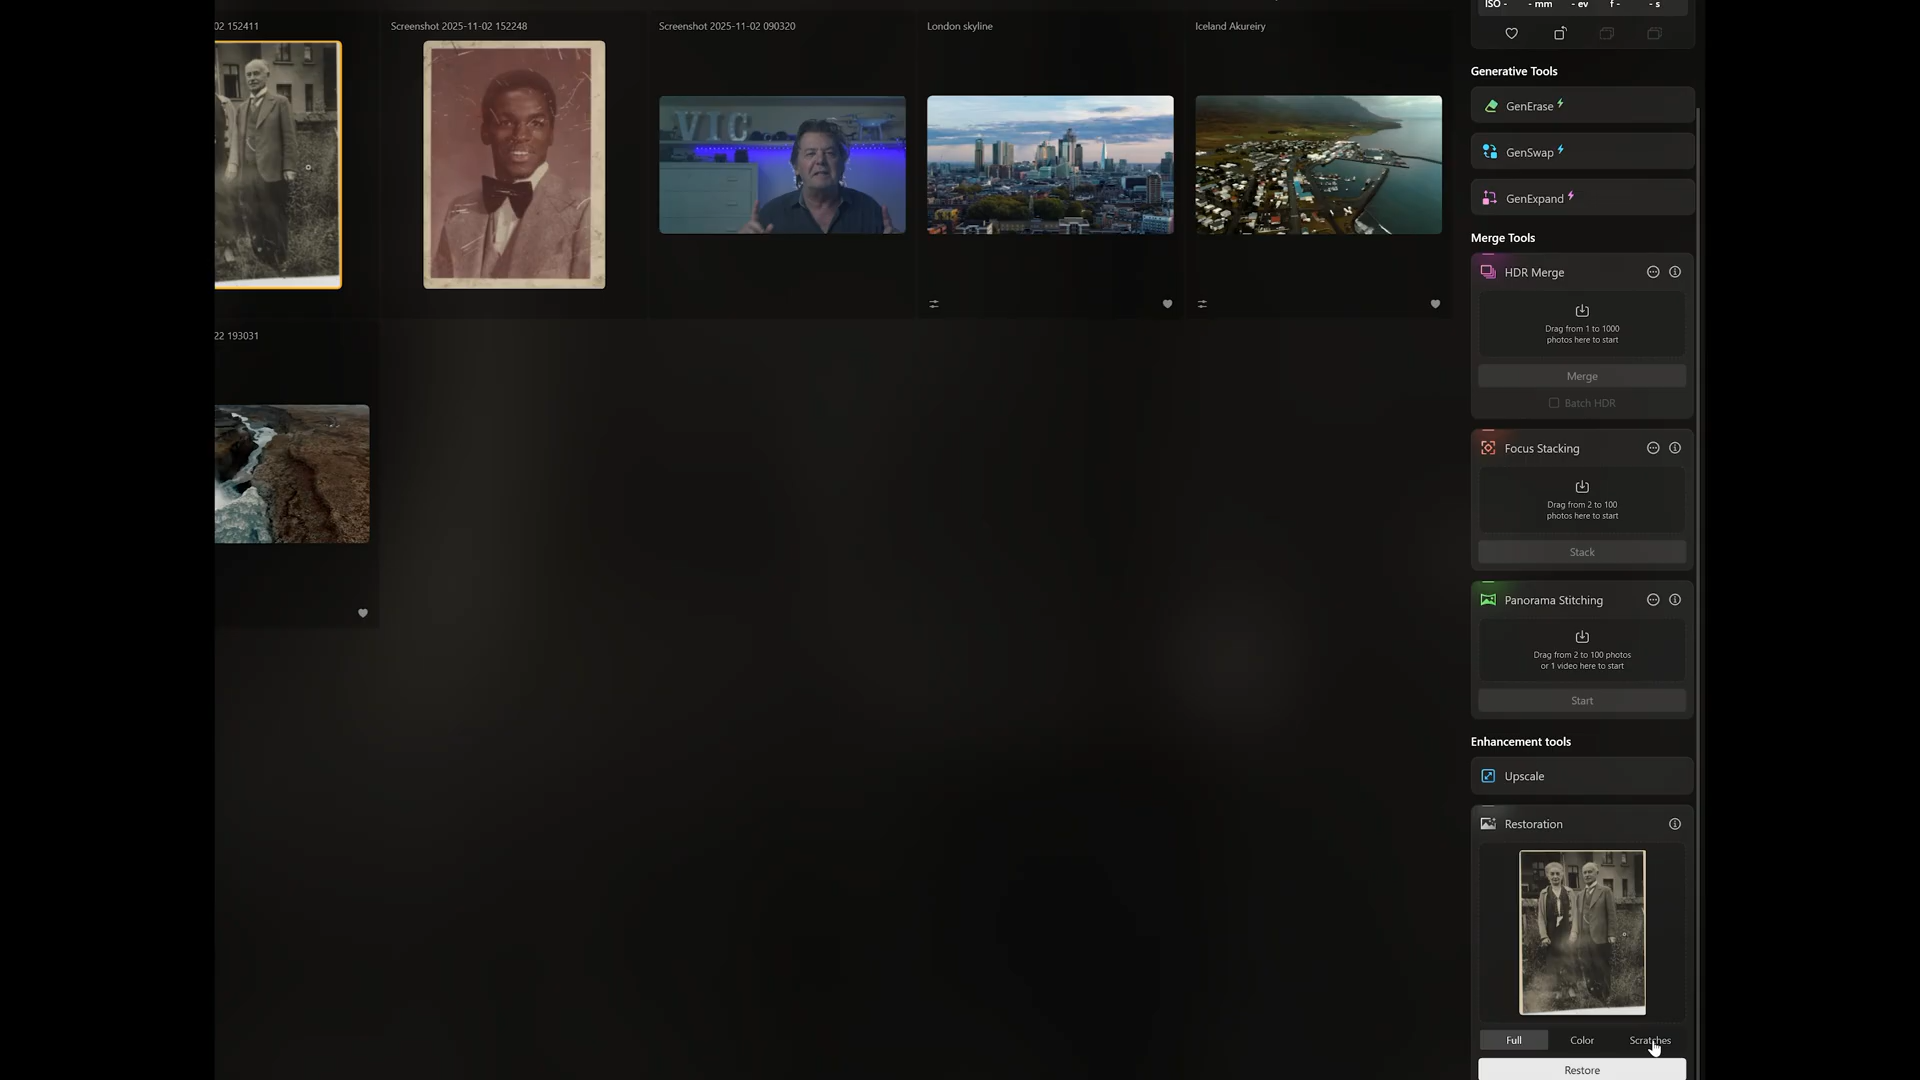 02 152411
Screenshot 2025-11-02 152248
Screenshot 2025-11-02 090320
London skyline
Iceland Akureiry
VIC
22 193031
ISO -
- mm
- ev
f -
- s
Generative Tools
GenErase
GenSwap
GenExpand
Merge Tools
HDR Merge
Drag from 1 to 1000
photos here to start
Merge
Batch HDR
Focus Stacking
Drag from 2 to 100
photos here to start
Stack
Panorama Stitching
Drag from 2 to 100 photos
or 1 video here to start
Start
Enhancement tools
Upscale
Restoration
Full
Color
Scratches
Restore